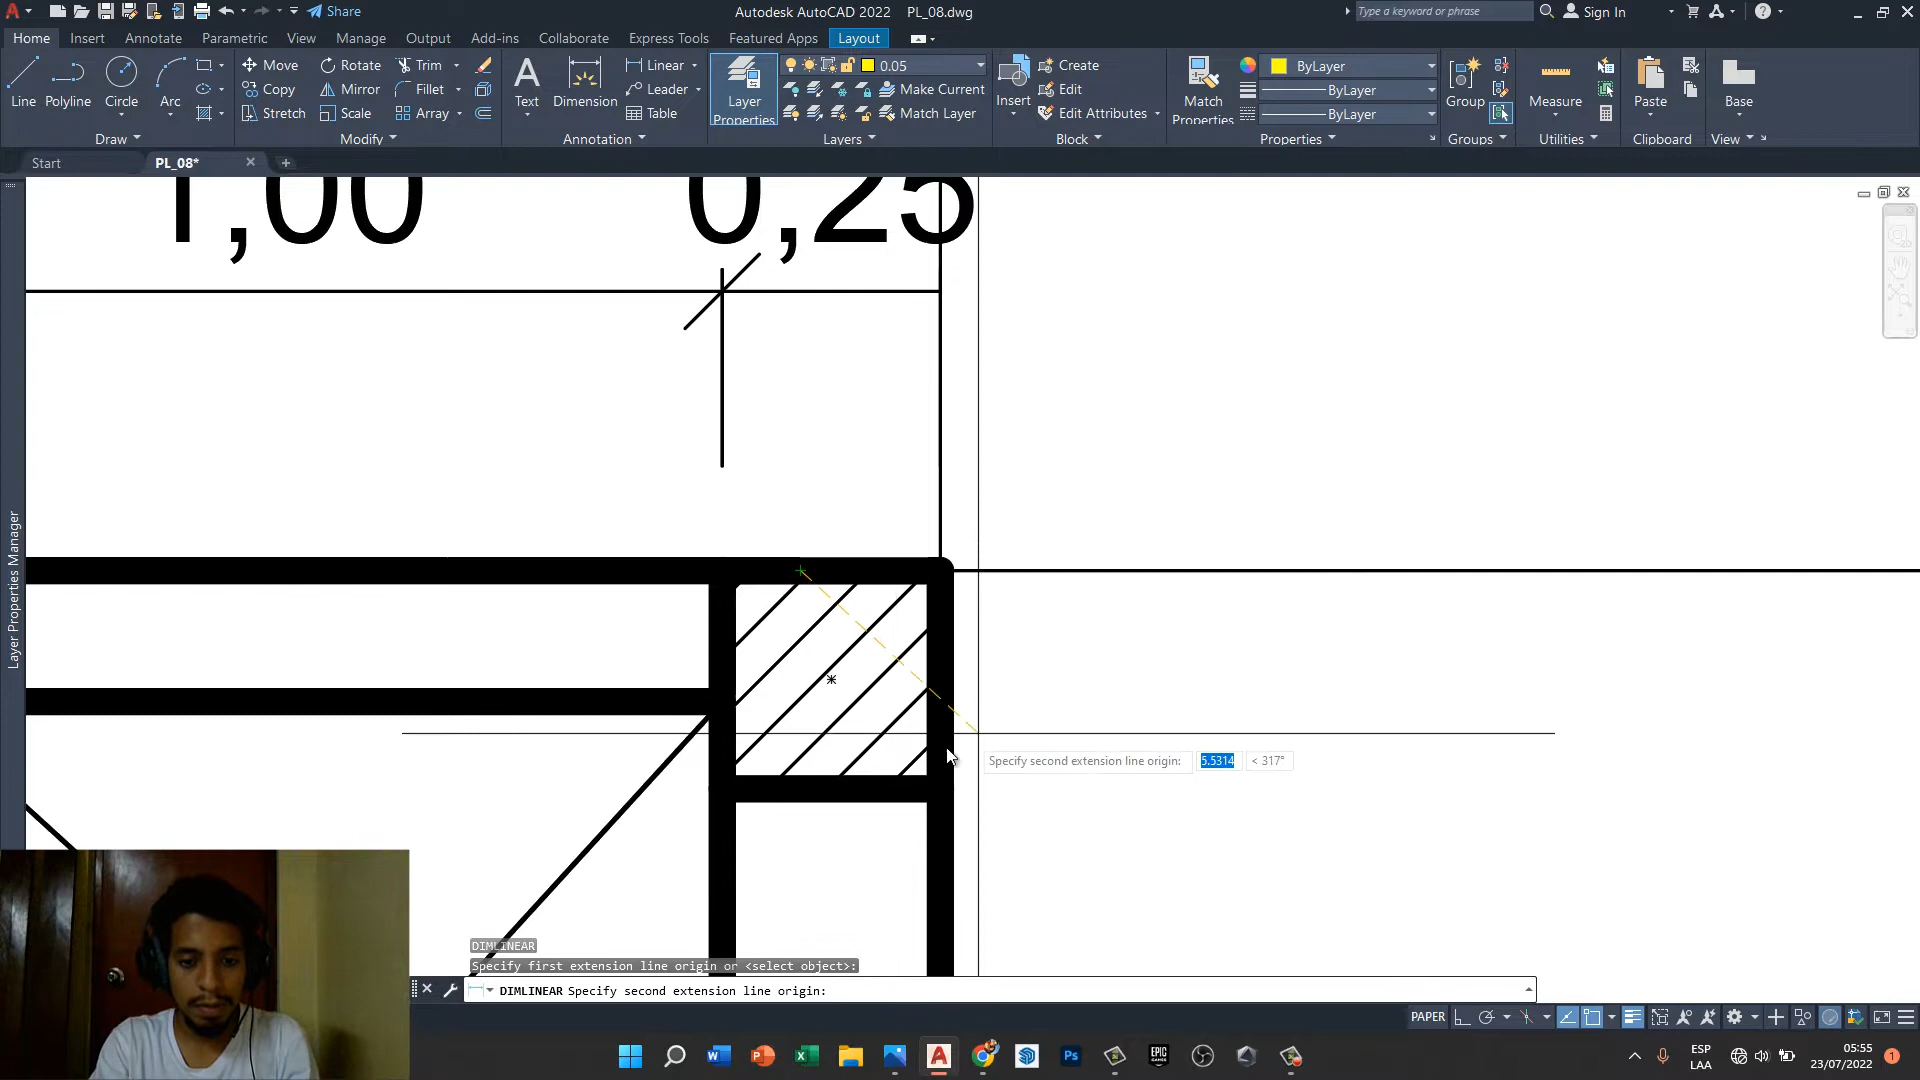 Share
Autodesk AutoCAD 2022 PL_08.dwg
Type a keyword or phrase
Sign In
Home Insert Annotate Parametric View Manage Output Add-ins Collaborate Express Tools Featured Apps Layout
Line Polyline Circle Arc
Move Rotate Trim
Copy Mirror Fillet
Stretch Scale Array
Text Dimension
Linear
Leader
Table
Layer Properties
0.05
Make Current
Match Layer
Insert
Create
Edit
Edit Attributes
Match Properties
ByLayer
ByLayer
ByLayer
Group
Measure
Paste
Base
Draw Modify Annotation Layers Block Properties Groups Utilities Clipboard View
Start PL_08*
1,00 0,25
Layer Properties Manager
Specify second extension line origin: 5.5314 < 317°
DIMLINEAR
Specify first extension line origin or <select object>:
DIMLINEAR Specify second extension line origin:
PAPER
ESP
LAA
05:55
23/07/2022
1